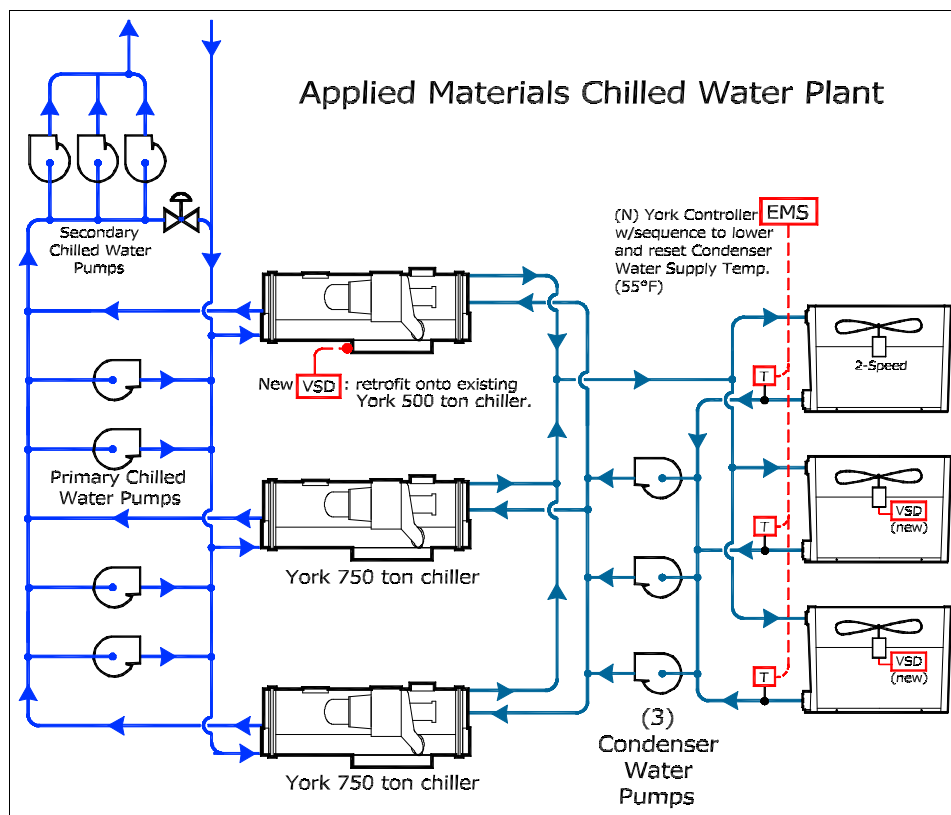 Applied Materials Chilled Water Plant
Secondary
Chilled Water
Pumps
(N) York Controller
w/sequence to lower
and reset Condenser
Water Supply Temp.
(55°F)
EMS
2-Speed
T
New VSD : retrofit onto existing
York 500 ton chiller.
Primary Chilled
Water Pumps
VSD
(new)
T
York 750 ton chiller
VSD
(new)
T
(3)
Condenser
Water
Pumps
York 750 ton chiller